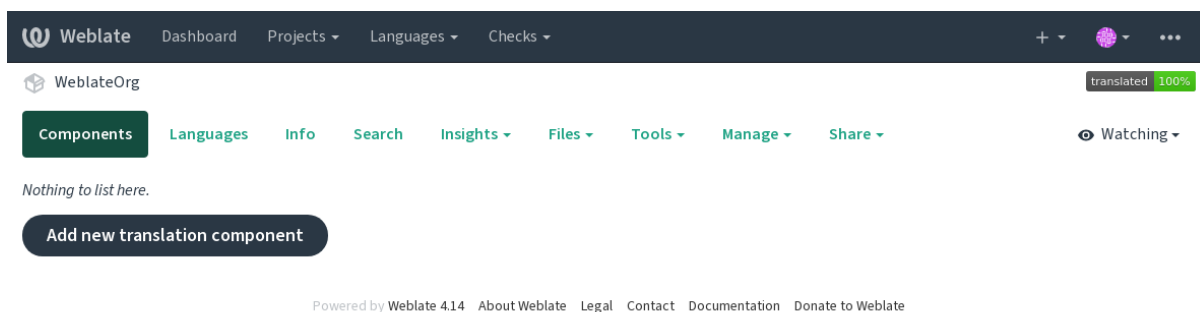 Weblate Dashboard Projects Languages Checks
WeblateOrg translated 100%
Components Languages Info Search Insights Files Tools Manage Share Watching
Nothing to list here.
Add new translation component
Powered by Weblate 4.14 About Weblate Legal Contact Documentation Donate to Weblate